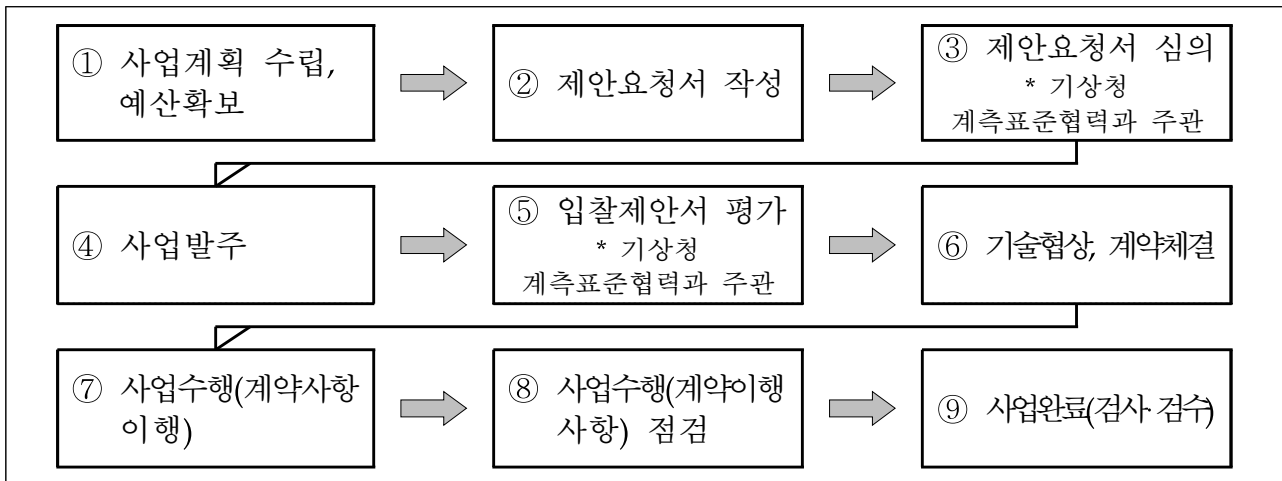 ① 사업계획 수립,
예산확보
② 제안요청서 작성
③ 제안요청서 심의
* 기상청
계측표준협력과 주관
④ 사업발주
⑤ 입찰제안서 평가
* 기상청
계측표준협력과 주관
⑥ 기술협상, 계약체결
⑦ 사업수행(계약사항
이행)
⑧ 사업수행(계약이행
사항) 점검
⑨ 사업완료(검사·검수)